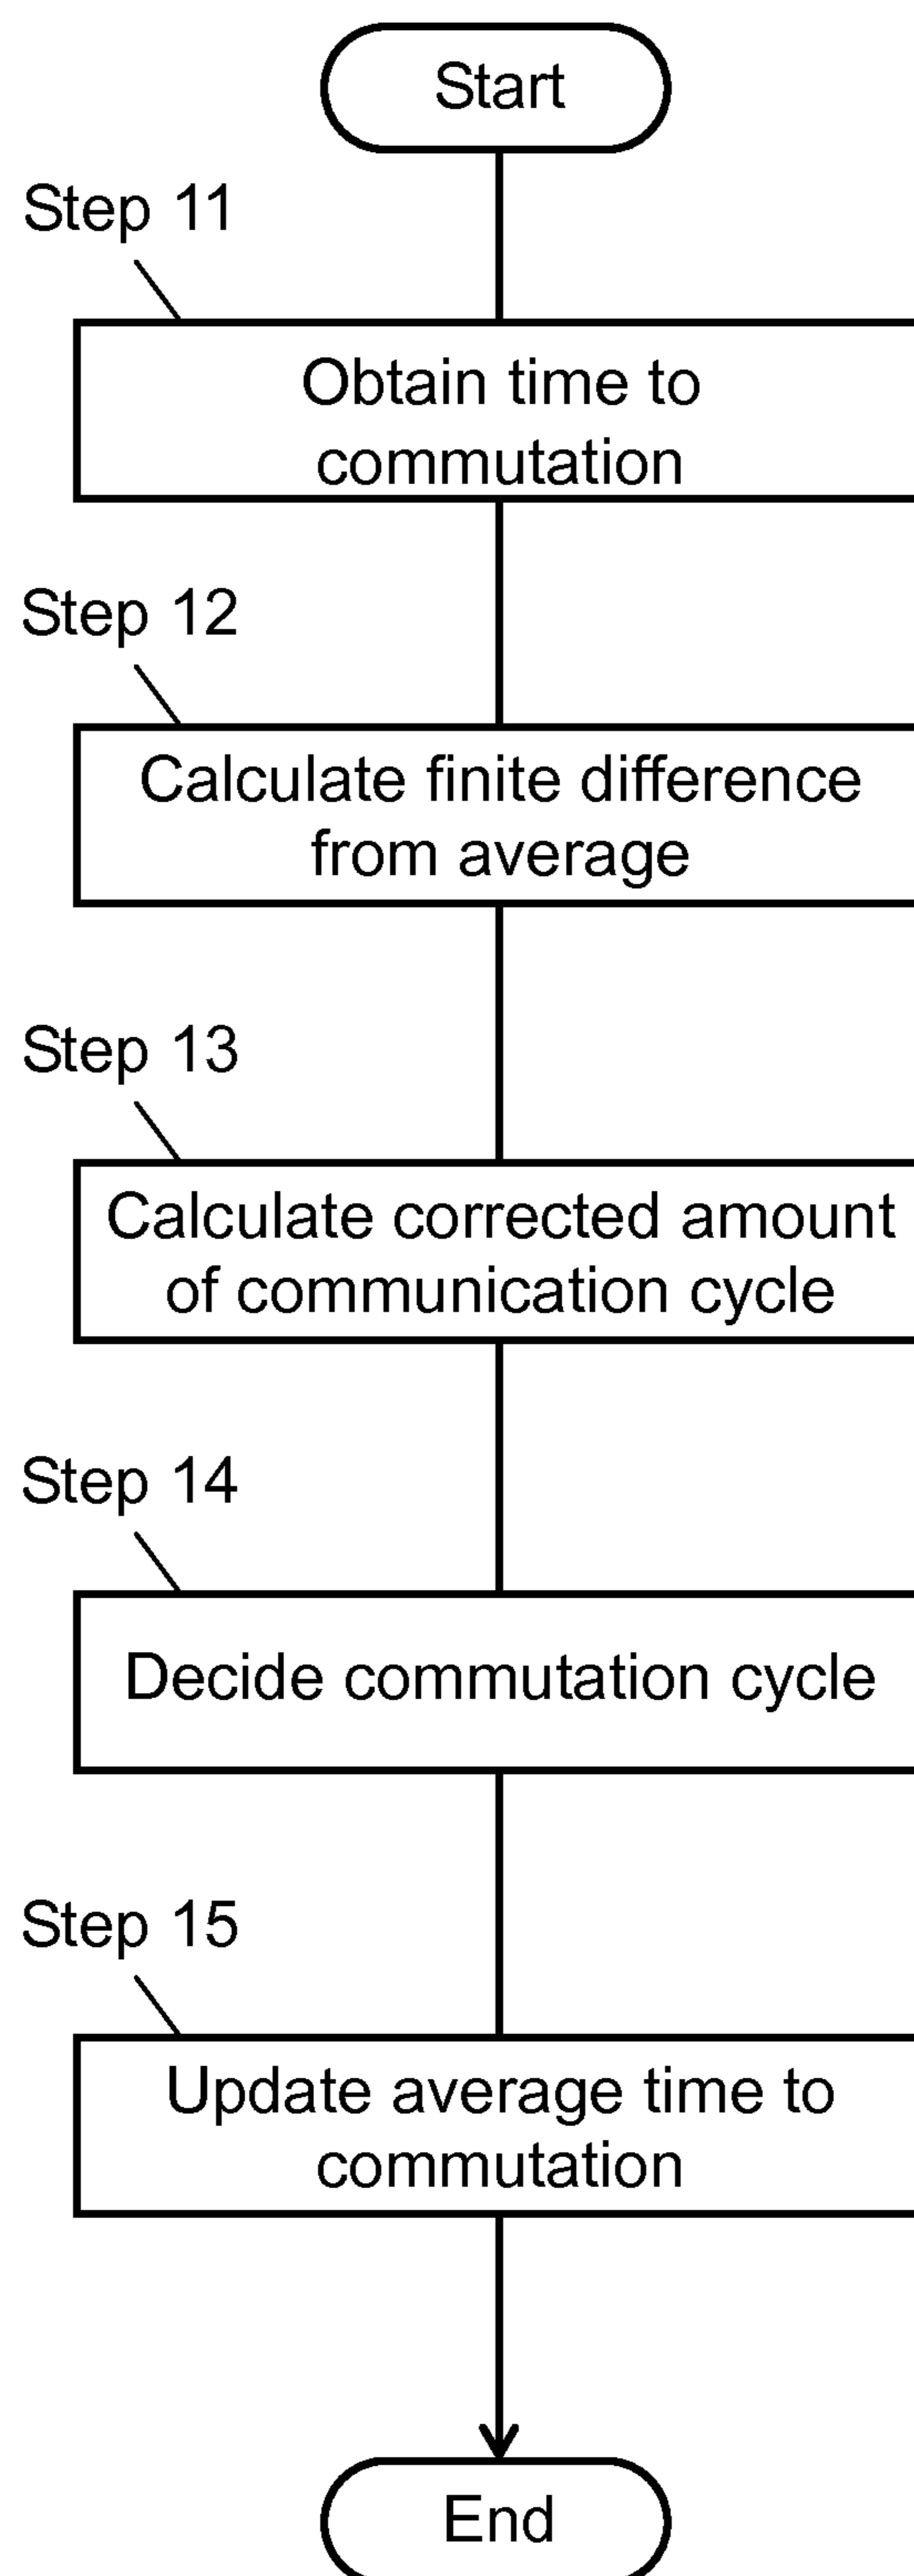 Start
Step 11
Obtain time to
commutation
Step 12
Calculate finite difference
from average
Step 13
Calculate corrected amount
of communication cycle
Step 14
Decide commutation cycle
Step 15
Update average time to
commutation
End